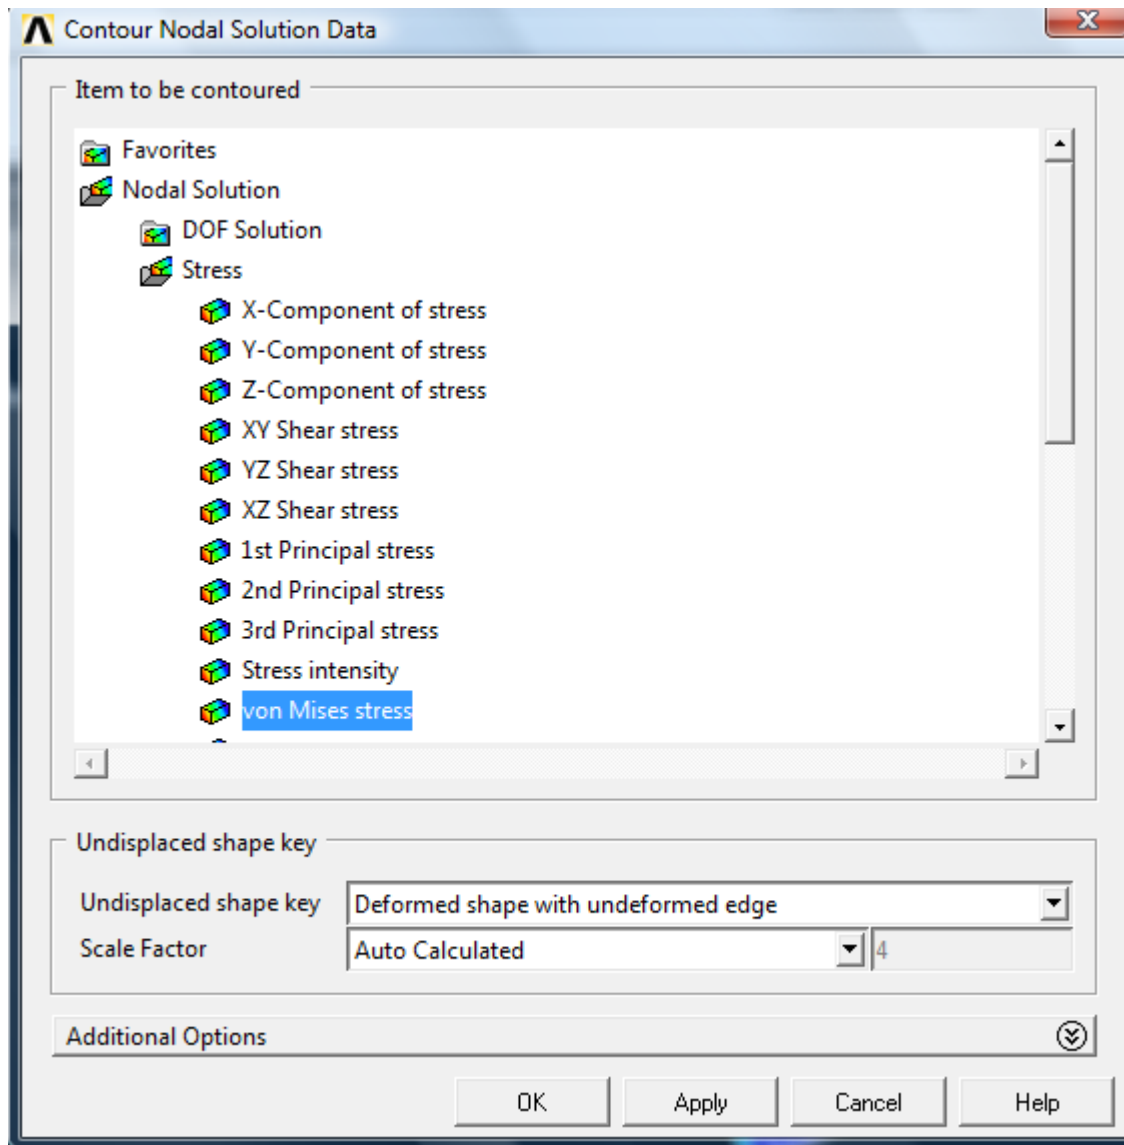 Contour Nodal Solution Data
Item to be contoured
Favorites
Nodal Solution
DOF Solution
Stress
X-Component of stress
Y-Component of stress
Z-Component of stress
XY Shear stress
YZ Shear stress
XZ Shear stress
1st Principal stress
2nd Principal stress
3rd Principal stress
Stress intensity
von Mises stress
Undisplaced shape key
Undisplaced shape key Deformed shape with undeformed edge
Scale Factor Auto Calculated 4
Additional Options
OK Apply Cancel Help